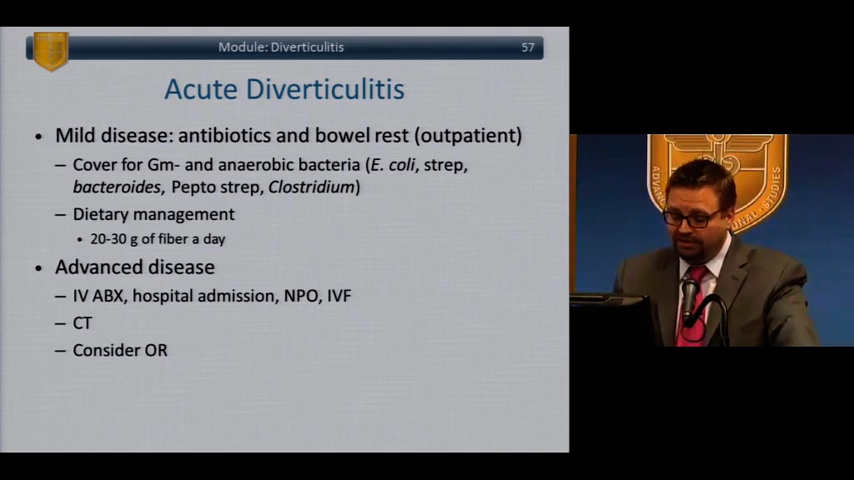 Module: Diverticulitis
57
Acute Diverticulitis
• Mild disease: antibiotics and bowel rest (outpatient)
– Cover for Gm- and anaerobic bacteria (E. coli, strep,
bacteroides, Pepto strep, Clostridium)
– Dietary management
• 20-30 g of fiber a day
• Advanced disease
– IV ABX, hospital admission, NPO, IVF
– CT
– Consider OR